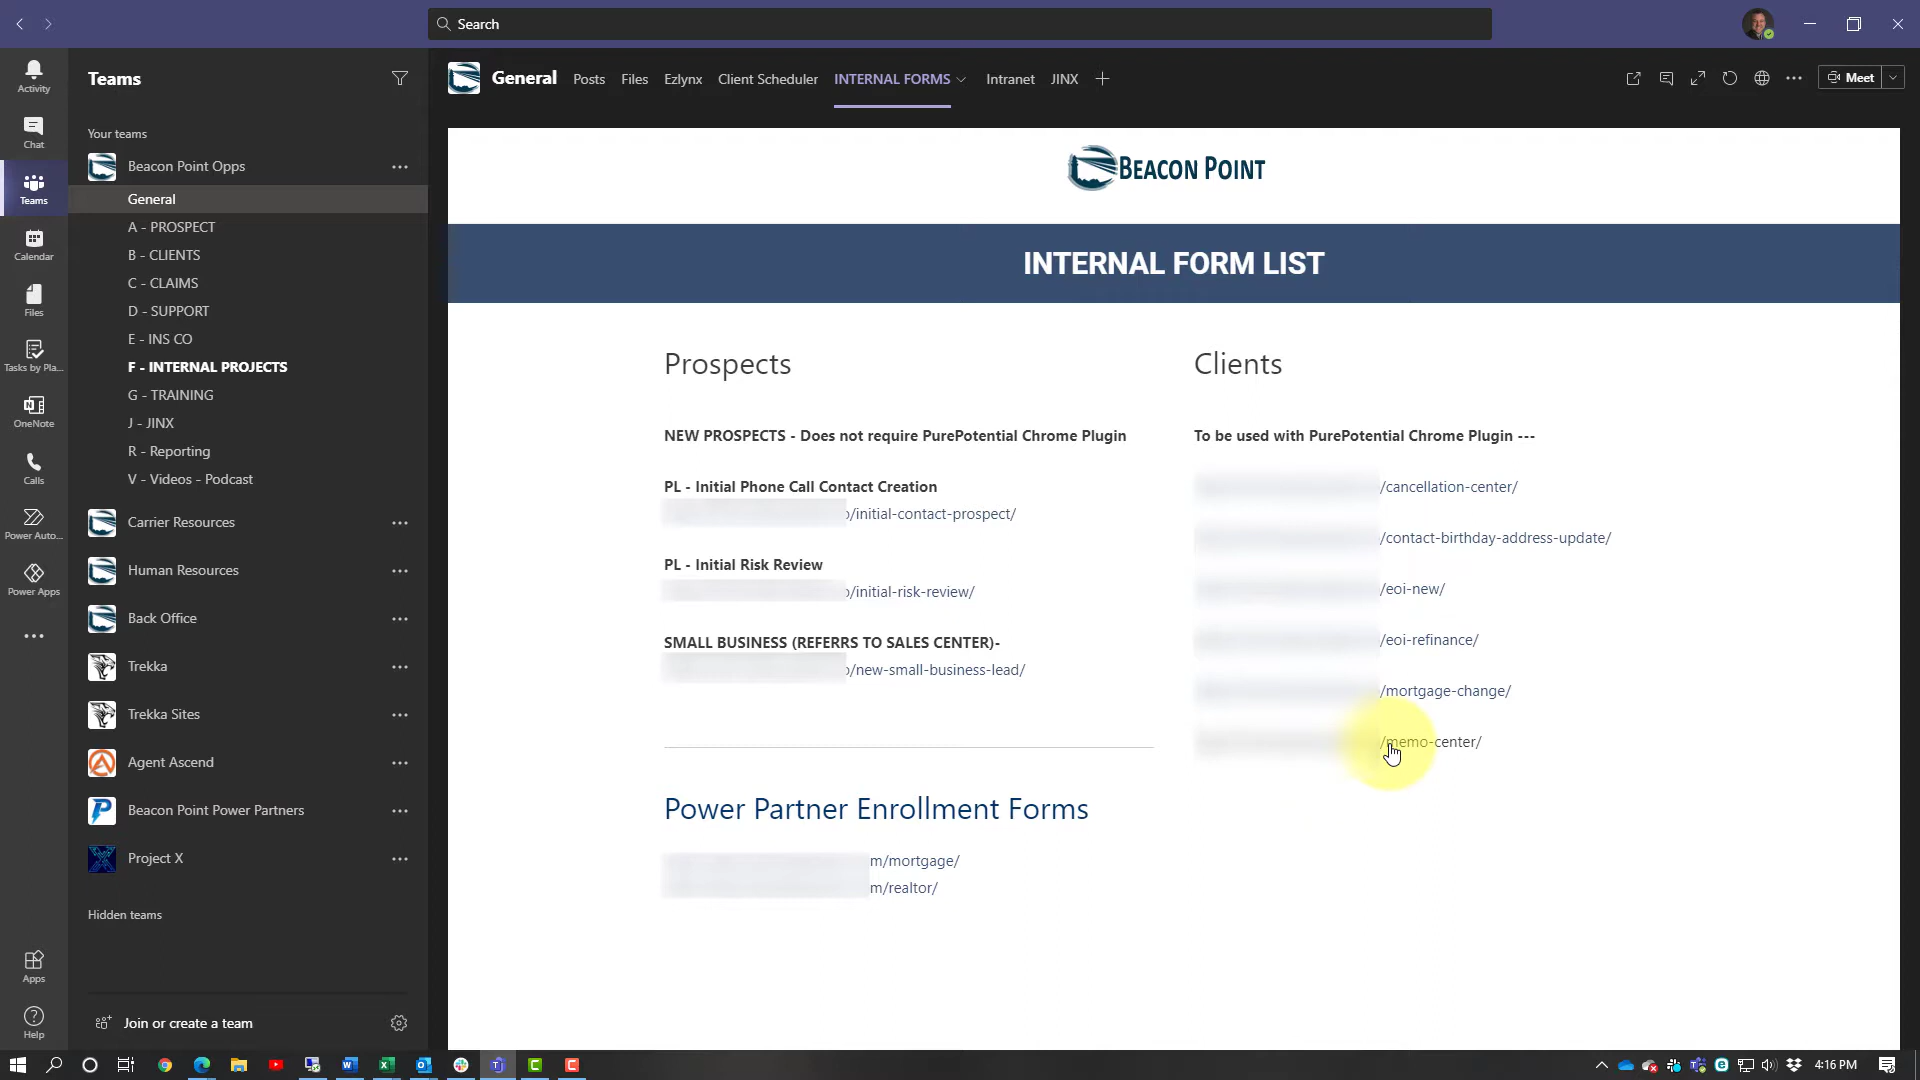 Search
Activity
Chat
Teams
Calendar
Files
Tasks by Pla...
OneNote
Calls
Power Auto...
Power Apps
Apps
Help
Teams
Your teams
Beacon Point Opps
General
A - PROSPECT
B - CLIENTS
C - CLAIMS
D - SUPPORT
E - INS CO
F - INTERNAL PROJECTS
G - TRAINING
J - JINX
R - Reporting
V - Videos - Podcast
Carrier Resources
Human Resources
Back Office
Trekka
Trekka Sites
Agent Ascend
Beacon Point Power Partners
Project X
Hidden teams
Join or create a team
General Posts Files Ezlynx Client Scheduler INTERNAL FORMS Intranet JINX
Meet
BEACON POINT
INTERNAL FORM LIST
Prospects
NEW PROSPECTS - Does not require PurePotential Chrome Plugin
PL - Initial Phone Call Contact Creation
/initial-contact-prospect/
PL - Initial Risk Review
/initial-risk-review/
SMALL BUSINESS (REFERRS TO SALES CENTER)-
/new-small-business-lead/
Power Partner Enrollment Forms
m/mortgage/
m/realtor/
Clients
To be used with PurePotential Chrome Plugin ---
/cancellation-center/
/contact-birthday-address-update/
/eoi-new/
/eoi-refinance/
/mortgage-change/
/memo-center/
4:16 PM